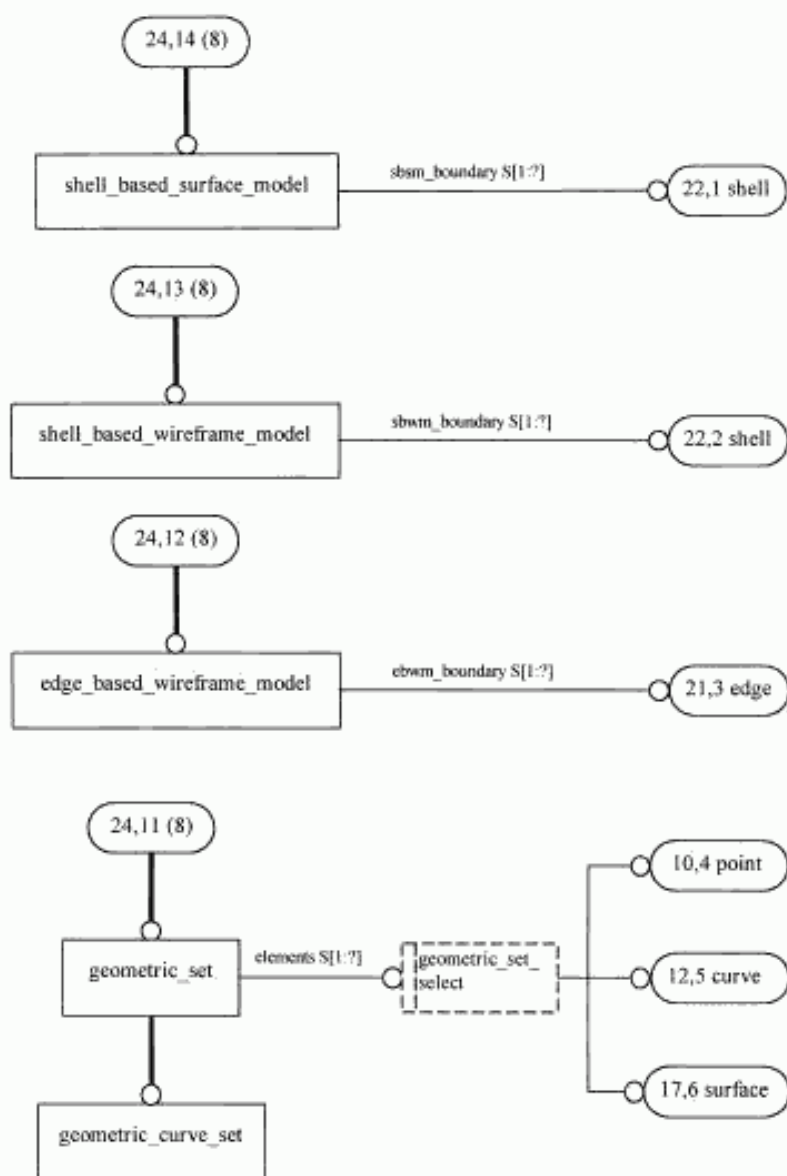 24,14 (8)
shell_based_surface_model
sbsm_boundary S[1:?]
22,1 shell
24,13 (8)
shell_based_wireframe_model
sbwm_boundary S[1:?]
22,2 shell
24,12 (8)
edge_based_wireframe_model
ebwm_boundary S[1:?]
21,3 edge
24,11 (8)
10,4 point
geometric_set
elements S[1:?]
geometric_set_
select
12,5 curve
17,6 surface
geometric_curve_set